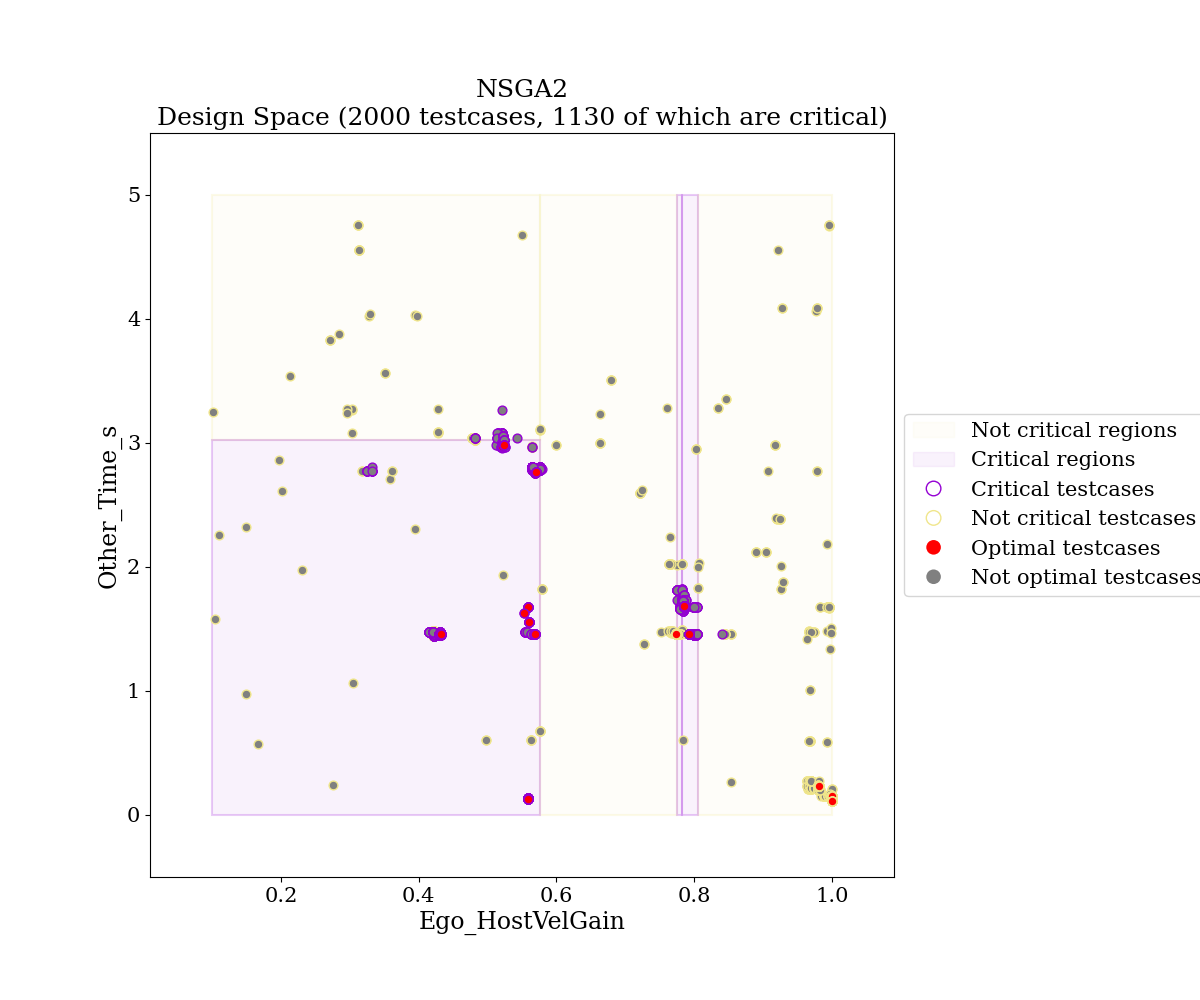 NSGA2
Design Space (2000 testcases, 1130 of which are critical)
5
4
3
2
1
0
Other_Time_s
0.2
0.4
0.6
0.8
1.0
Ego_HostVelGain
Not critical regions
Critical regions
Critical testcases
Not critical testcases
Optimal testcases
Not optimal testcases